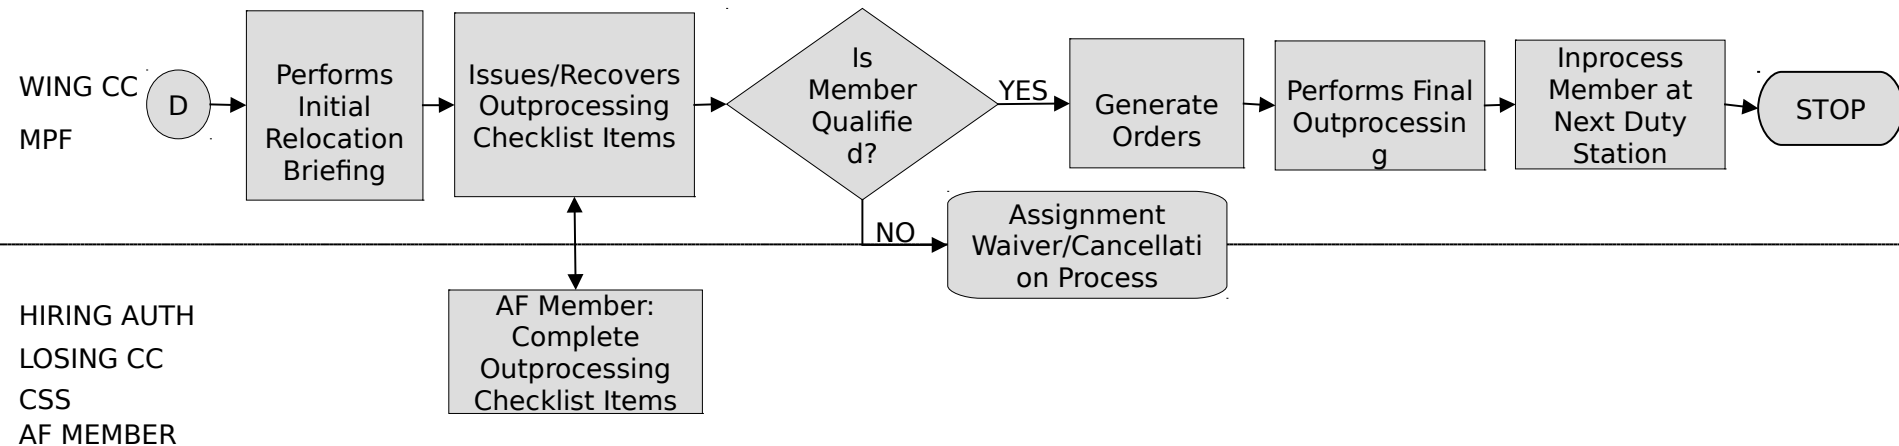 WING CC
MPF
D
Performs
Initial
Relocation
Briefing
Issues/Recovers
Outprocessing
Checklist Items
Is
Member
Qualifie
d?
YES
NO
Generate
Orders
Performs Final
Outprocessin
g
Inprocess
Member at
Next Duty
Station
STOP
Assignment
Waiver/Cancellati
on Process
HIRING AUTH
LOSING CC
CSS
AF MEMBER
AF Member:
Complete
Outprocessing
Checklist Items